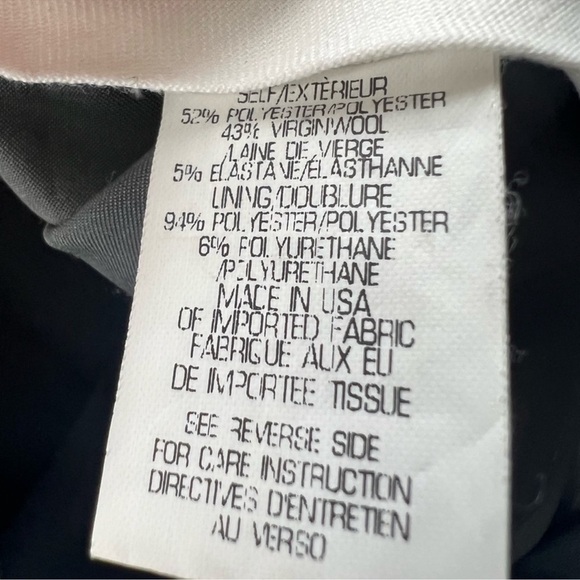 SELF/EXTÈRIEUR
52% POLYESTER/POLYESTER
43% VIRGINWOOL
/LAINE DE VIERGE
5% ELASTANE/ELASTHANNE
LINING/DOUBLURE
94% POLYESTER/POLYESTER
6% POLYURETHANE
/POLYURETHANE
MADE IN USA
OF IMPORTED FABRIC
FABRIQUE AUX EU
DE IMPORTEE TISSUE
SEE REVERSE SIDE
FOR CARE INSTRUCTION
DIRECTIVES D'ENTRETIEN
AU VERSO